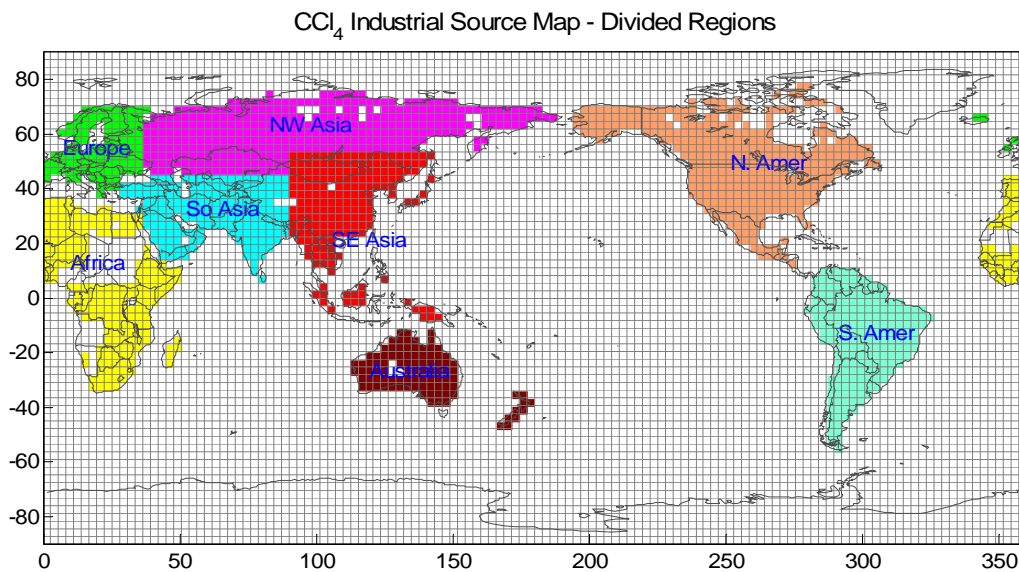 CCl4 Industrial Source Map - Divided Regions
80
60
40
20
0
-20
-40
-60
-80
NW Asia
Europe
N. Amer
So Asia
SE Asia
Africa
S. Amer
Australia
0 50 100 150 200 250 300 350